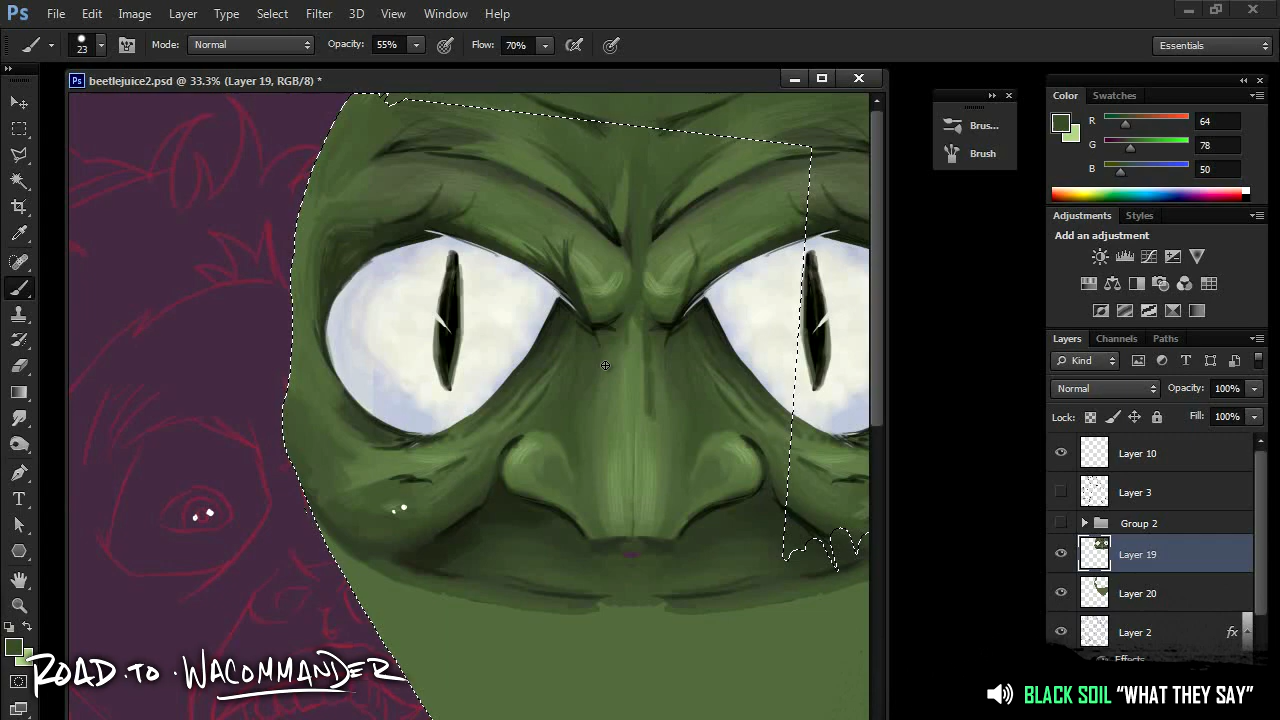 Ps File Edit Image Layer Type Select Filter 3D View Window Help
23 Mode: Normal Opacity: 55% Flow: 70% Essentials
Ps beetlejuice2.psd @ 33.3% (Layer 19, RGB/8) *
Brus...
Brush
Color Swatches
R 64
G 78
B 50
Adjustments Styles
Add an adjustment
Layers Channels Paths
Kind
Normal Opacity: 100%
Lock: Fill: 100%
Layer 10
Layer 3
Group 2
Layer 19
Layer 20
Layer 2 fx
Effects
ROAD TO WACOMMANDER
BLACK SOIL "WHAT THEY SAY"